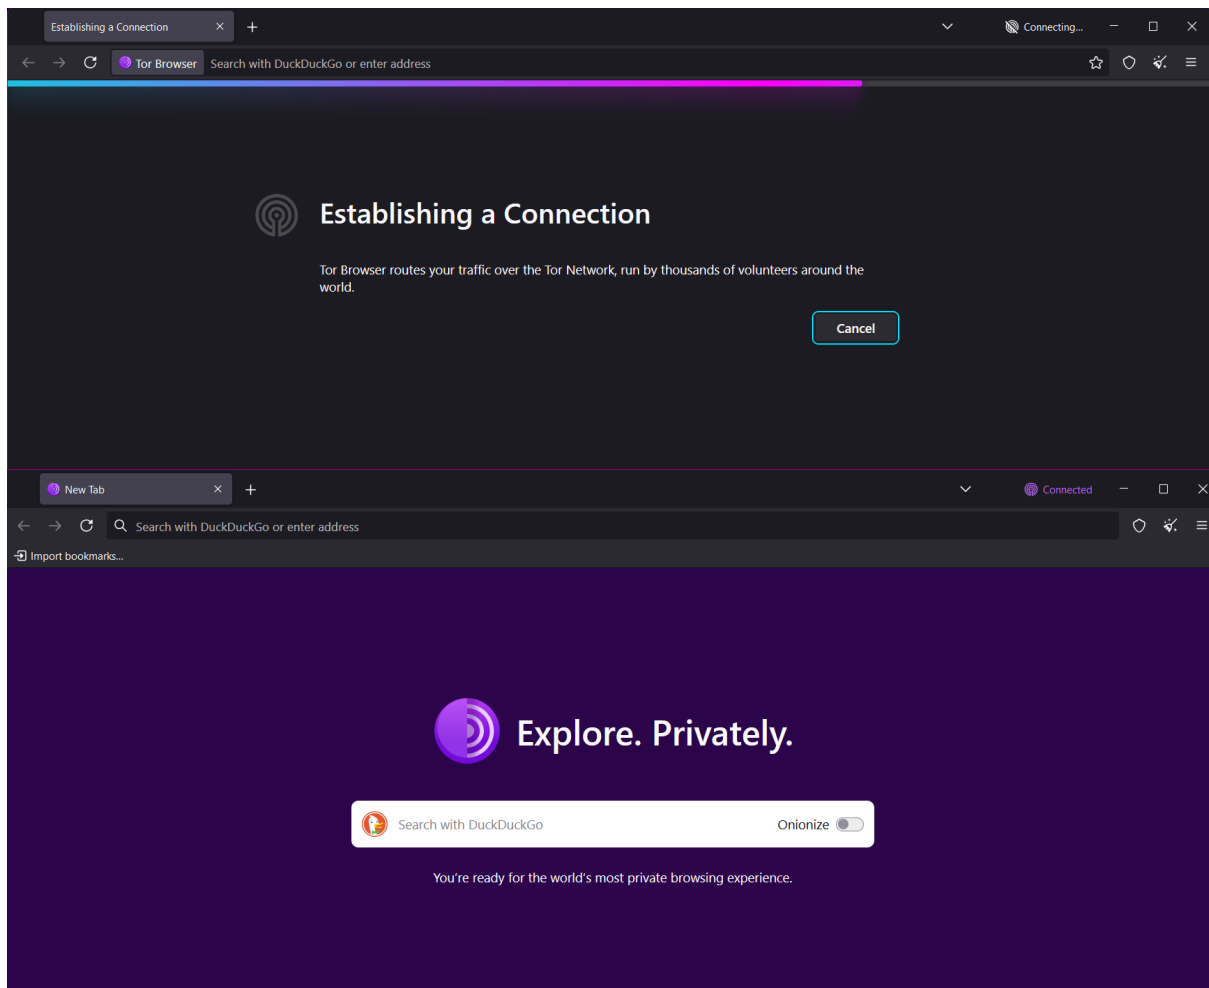 Establishing a Connection
Connecting...
Tor Browser
Search with DuckDuckGo or enter address
Establishing a Connection
Tor Browser routes your traffic over the Tor Network, run by thousands of volunteers around the
world.
Cancel
New Tab
Connected
Search with DuckDuckGo or enter address
Import bookmarks...
Explore. Privately.
Search with DuckDuckGo
Onionize
You’re ready for the world’s most private browsing experience.